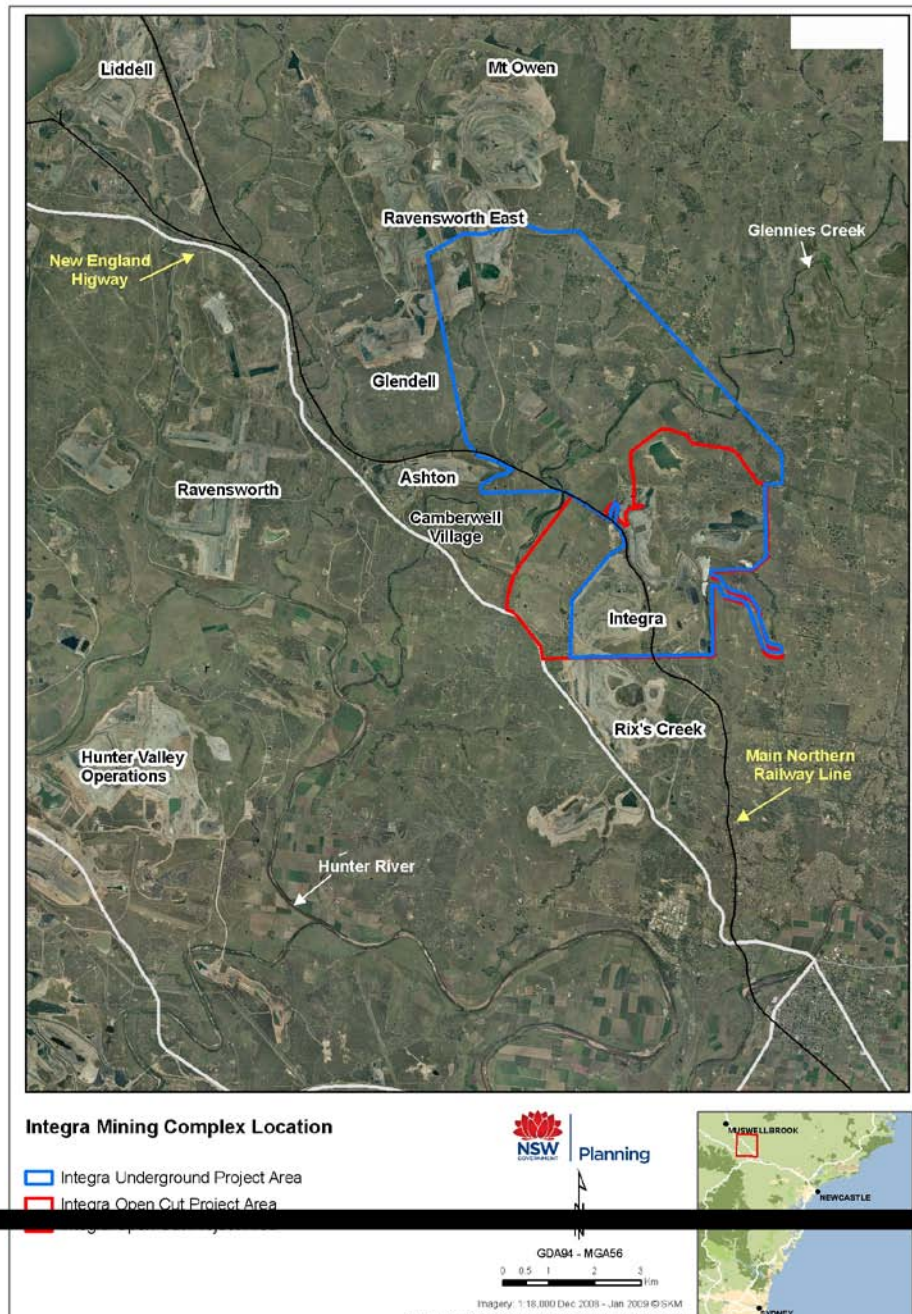 Liddell
Mt Owen
Ravensworth East
Glennies Creek
New England
Higway
Glendell
Ravensworth
Ashton
Camberwell
Village
Integra
Rix's Creek
Hunter Valley
Operations
Main Northern
Railway Line
Hunter River
Integra Mining Complex Location
Integra Underground Project Area
Integra Open Cut Project Area
NSW
GOVERNMENT
Planning
N
GDA94 - MGA56
0 0.5 1 2 3
Km
Imagery: 1:18,000 Dec 2008 - Jan 2009 © SKM
MUSWELLBROOK
NEWCASTLE
SYDNEY